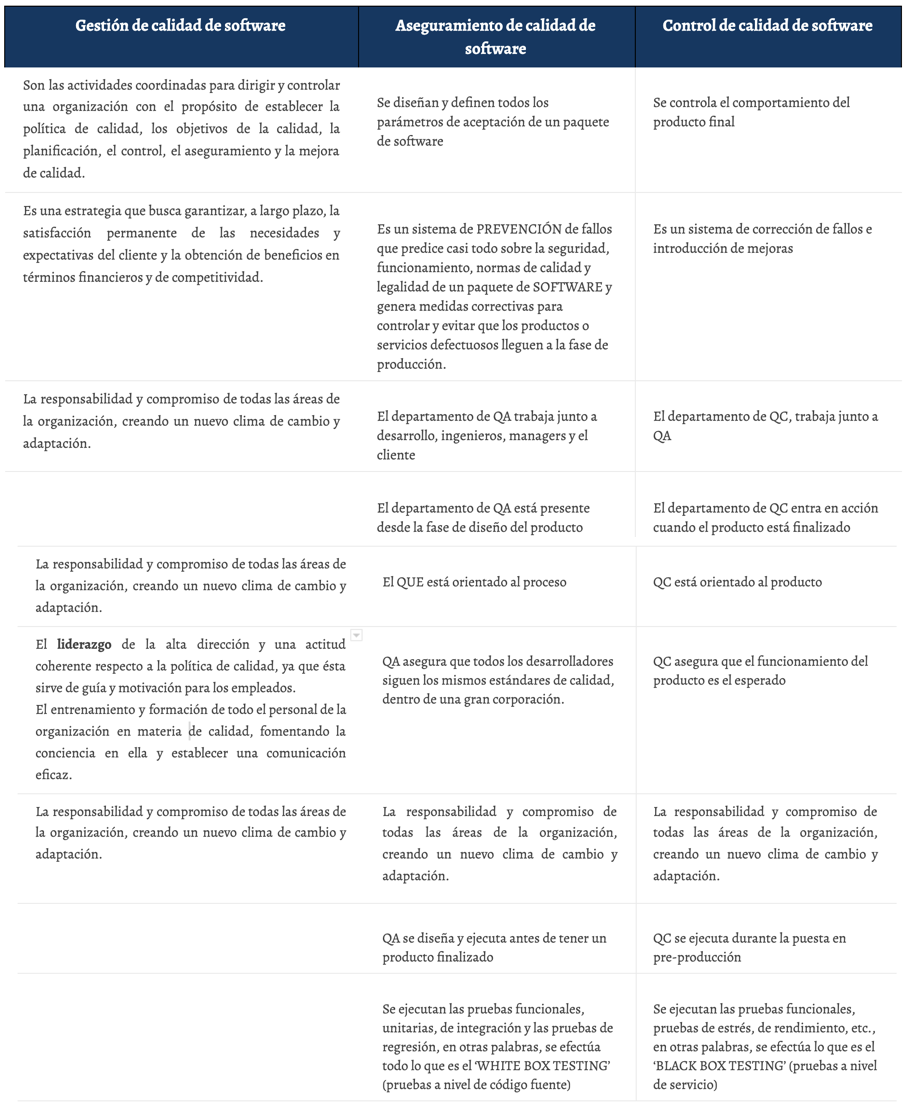 Gestión de calidad de software
Aseguramiento de calidad de
software
Control de calidad de software
Son las actividades coordinadas para dirigir y controlar
una organización con el propósito de establecer la
política de calidad, los objetivos de la calidad, la
planificación, el control, el aseguramiento y la mejora
de calidad.
Se diseñan y definen todos los
parámetros de aceptación de un paquete
de software
Se controla el comportamiento del
producto final
Es una estrategia que busca garantizar, a largo plazo, la
satisfacción permanente de las necesidades y
expectativas del cliente y la obtención de beneficios en
términos financieros y de competitividad.
Es un sistema de PREVENCIÓN de fallos
que predice casi todo sobre la seguridad,
funcionamiento, normas de calidad y
legalidad de un paquete de SOFTWARE y
genera medidas correctivas para
controlar y evitar que los productos o
servicios defectuosos lleguen a la fase de
producción.
Es un sistema de corrección de fallos e
introducción de mejoras
La responsabilidad y compromiso de todas las áreas de
la organización, creando un nuevo clima de cambio y
adaptación.
El departamento de QA trabaja junto a
desarrollo, ingenieros, managers y el
cliente
El departamento de QC, trabaja junto a
QA
El departamento de QA está presente
desde la fase de diseño del producto
El departamento de QC entra en acción
cuando el producto está finalizado
La responsabilidad y compromiso de todas las áreas de
la organización, creando un nuevo clima de cambio y
adaptación.
El QUE está orientado al proceso
QC está orientado al producto
El liderazgo de la alta dirección y una actitud
coherente respecto a la política de calidad, ya que ésta
sirve de guía y motivación para los empleados.
El entrenamiento y formación de todo el personal de la
organización en materia de calidad, fomentando la
conciencia en ella y establecer una comunicación
eficaz.
QA asegura que todos los desarrolladores
siguen los mismos estándares de calidad,
dentro de una gran corporación.
QC asegura que el funcionamiento del
producto es el esperado
La responsabilidad y compromiso de todas las áreas de
la organización, creando un nuevo clima de cambio y
adaptación.
La responsabilidad y compromiso de
todas las áreas de la organización,
creando un nuevo clima de cambio y
adaptación.
La responsabilidad y compromiso de
todas las áreas de la organización,
creando un nuevo clima de cambio y
adaptación.
QA se diseña y ejecuta antes de tener un
producto finalizado
QC se ejecuta durante la puesta en
pre-producción
Se ejecutan las pruebas funcionales,
unitarias, de integración y las pruebas de
regresión, en otras palabras, se efectúa
todo lo que es el ‘WHITE BOX TESTING’
(pruebas a nivel de código fuente)
Se ejecutan las pruebas funcionales,
pruebas de estrés, de rendimiento, etc.,
en otras palabras, se efectúa lo que es el
‘BLACK BOX TESTING’ (pruebas a nivel
de servicio)